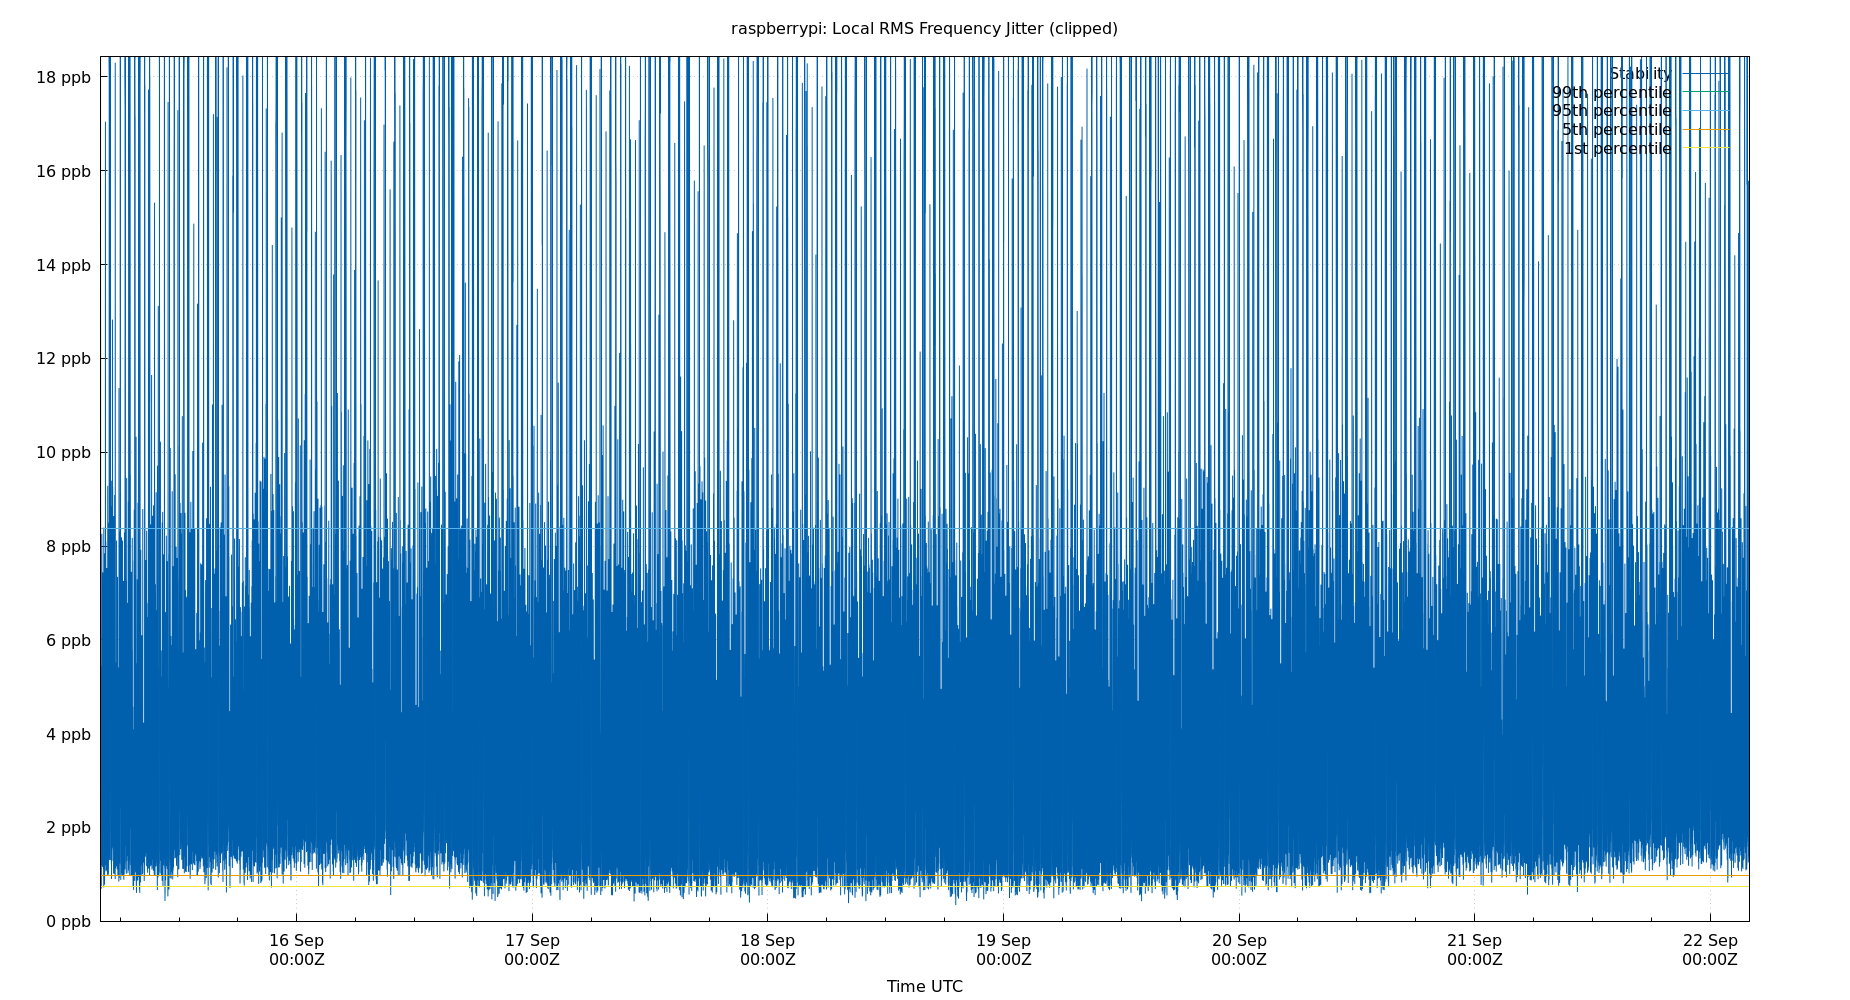 raspberrypi: Local RMS Frequency Jitter (clipped)
18 ppb
16 ppb
14 ppb
12 ppb
10 ppb
8 ppb
6 ppb
4 ppb
2 ppb
0 ppb
Stability
99th percentile
95th percentile
5th percentile
1st percentile
16 Sep
00:00Z
17 Sep
00:00Z
18 Sep
00:00Z
19 Sep
00:00Z
20 Sep
00:00Z
21 Sep
00:00Z
22 Sep
00:00Z
Time UTC